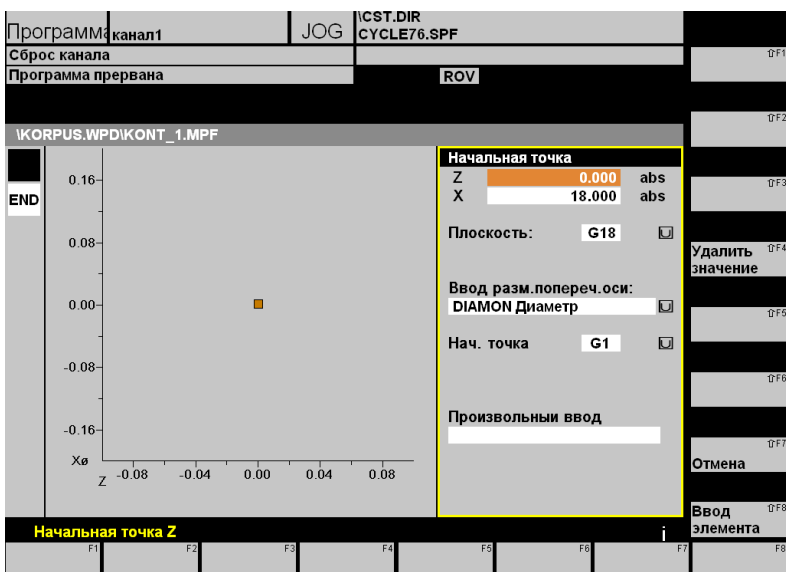 Программа канал1 JOG \CST.DIR
CYCLE76.SPF
Сброс канала
Программа прервана ROV
\KORPUS.WPD\KONT_1.MPF
END
0.16
0.08
0.00
-0.08
-0.16
Xø
Z -0.08 -0.04 0.00 0.04 0.08
Начальная точка
Z 0.000 abs
X 18.000 abs
Плоскость: G18
Ввод разм.попереч.оси:
DIAMON Диаметр
Нач. точка G1
Произвольный ввод
⇧F1
⇧F2
⇧F3
Удалить ⇧F4
значение
⇧F5
⇧F6
⇧F7
Отмена
Ввод ⇧F8
элемента
Начальная точка Z i
F1 F2 F3 F4 F5 F6 F7 F8